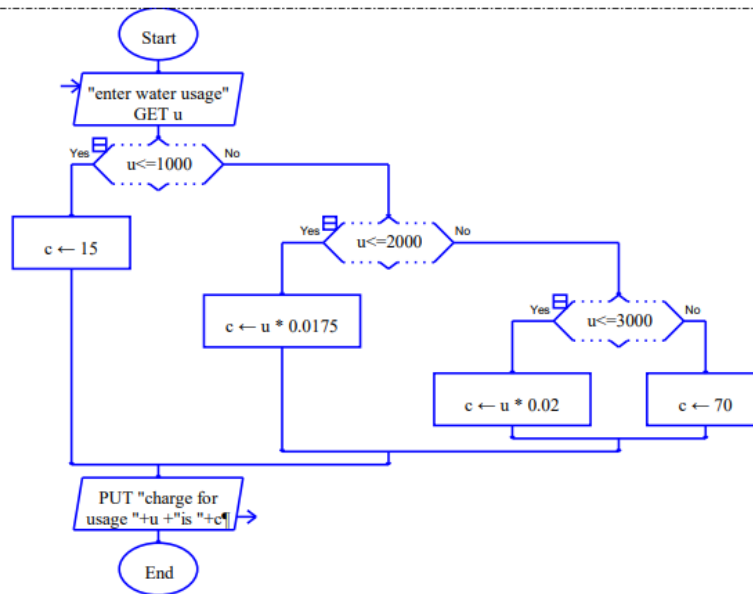 Start
"enter water usage"
GET u
Yes
u<=1000
No
c ← 15
Yes
u<=2000
No
c ← u * 0.0175
Yes
u<=3000
No
c ← u * 0.02
c ← 70
PUT "charge for
usage "+u +"is "+c¶
End